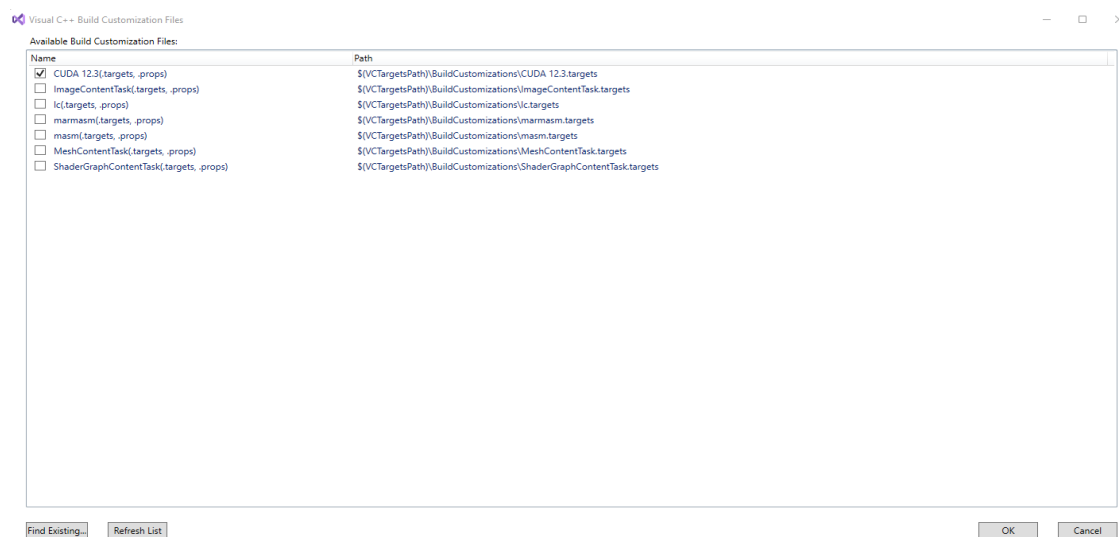 Visual C++ Build Customization Files
Available Build Customization Files:
Name Path
CUDA 12.3(.targets, .props) $(VCTargetsPath)\BuildCustomizations\CUDA 12.3.targets
ImageContentTask(.targets, .props) $(VCTargetsPath)\BuildCustomizations\ImageContentTask.targets
lc(.targets, .props) $(VCTargetsPath)\BuildCustomizations\lc.targets
marmasm(.targets, .props) $(VCTargetsPath)\BuildCustomizations\marmasm.targets
masm(.targets, .props) $(VCTargetsPath)\BuildCustomizations\masm.targets
MeshContentTask(.targets, .props) $(VCTargetsPath)\BuildCustomizations\MeshContentTask.targets
ShaderGraphContentTask(.targets, .props) $(VCTargetsPath)\BuildCustomizations\ShaderGraphContentTask.targets
Find Existing... Refresh List OK Cancel